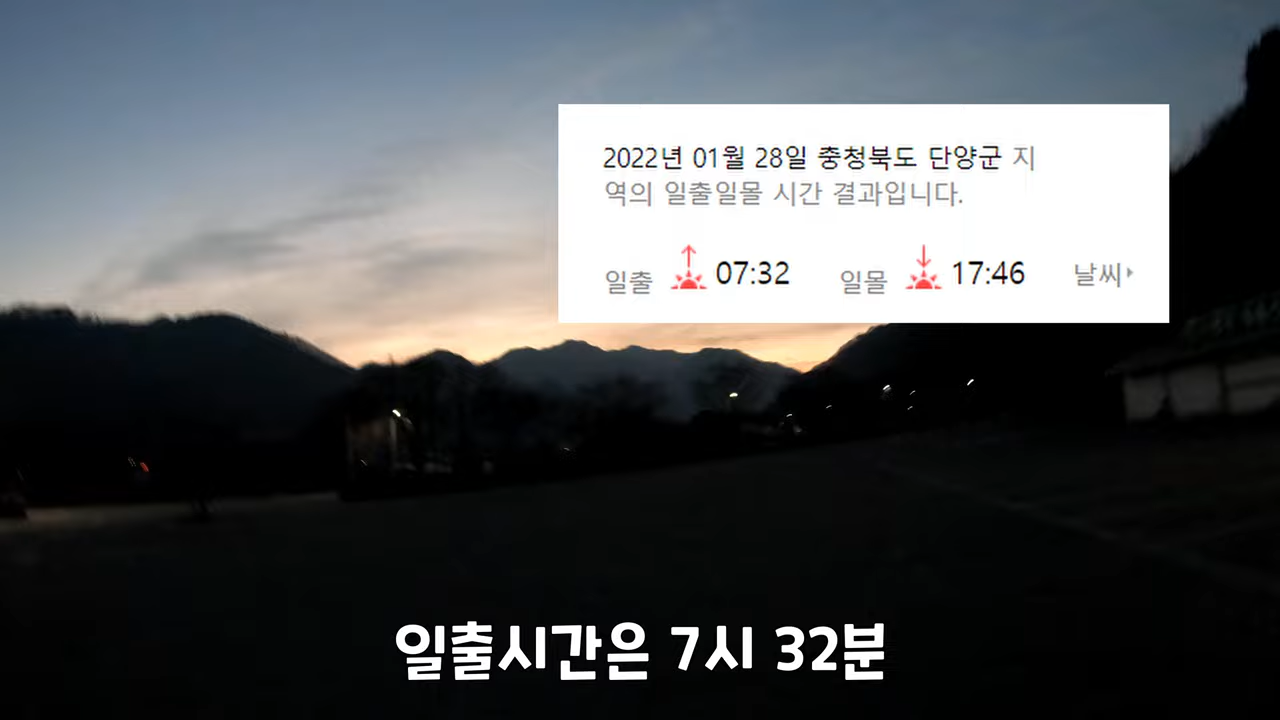 2022년 01월 28일 충청북도 단양군 지
역의 일출일몰 시간 결과입니다.
일출 07:32 일몰 17:46 날씨
일출시간은 7시 32분